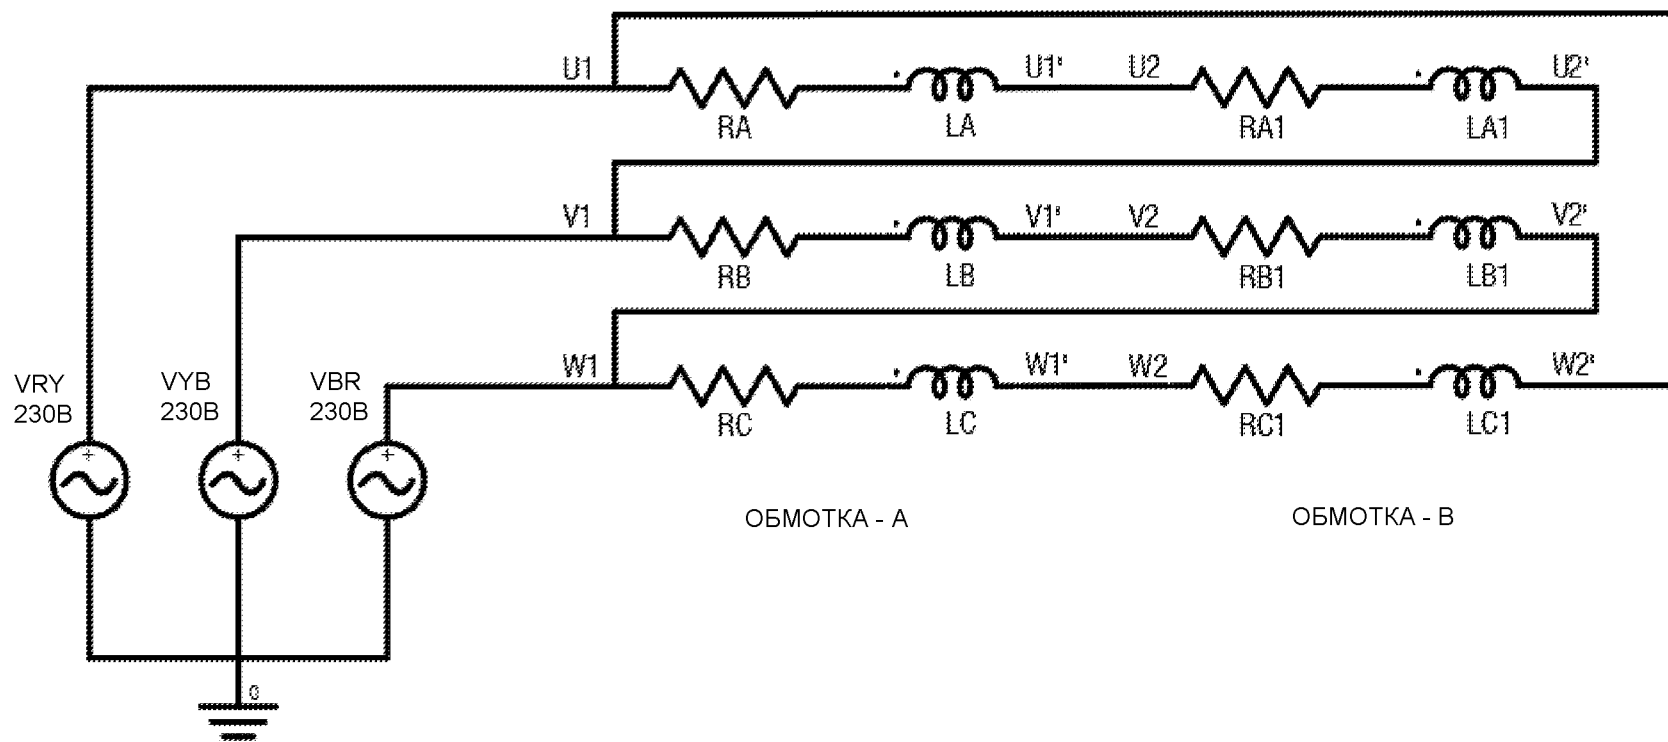 U1 U1' U2 U2'
RA LA RA1 LA1
V1 V1' V2 V2'
RB LB RB1 LB1
W1 W1' W2 W2'
VRY
230В
VYB
230В
VBR
230В
RC LC RC1 LC1
+ + +
ОБМОТКА - А ОБМОТКА - В
0